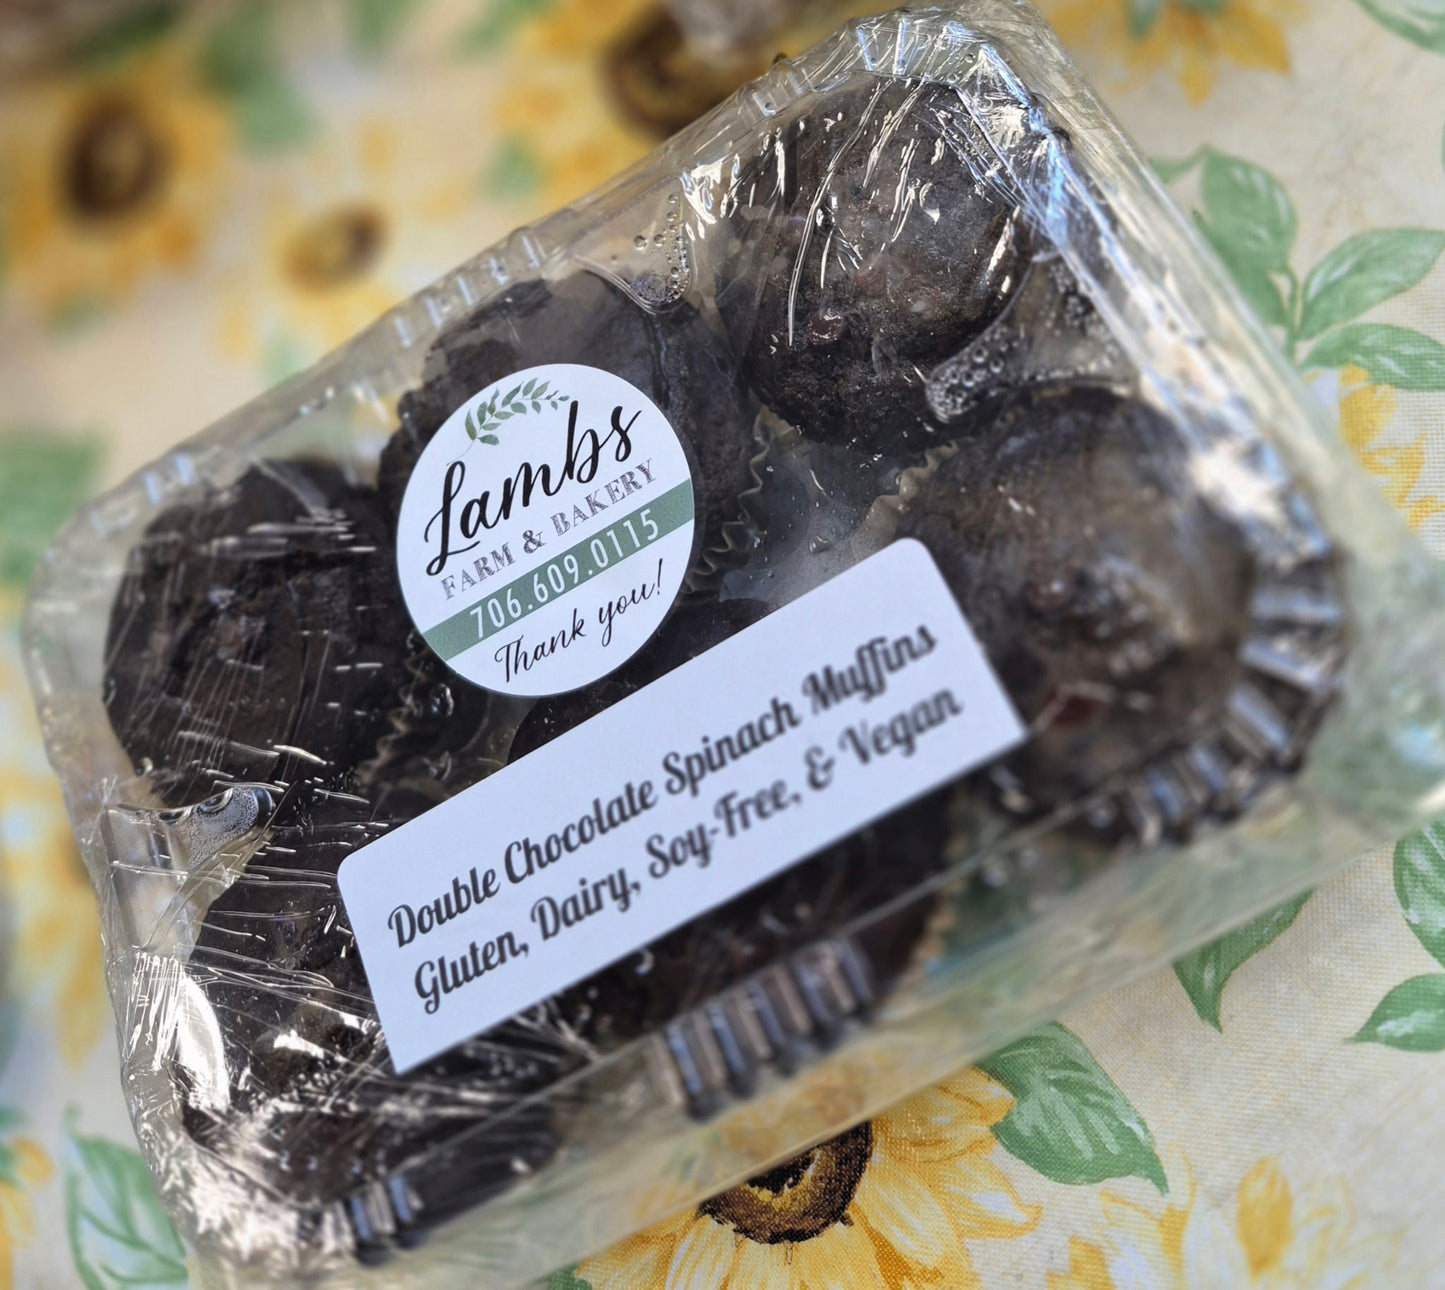 Lambs
FARM & BAKERY
706.609.0115
Thank you!
Double Chocolate Spinach Muffins
Gluten, Dairy, Soy-Free, & Vegan